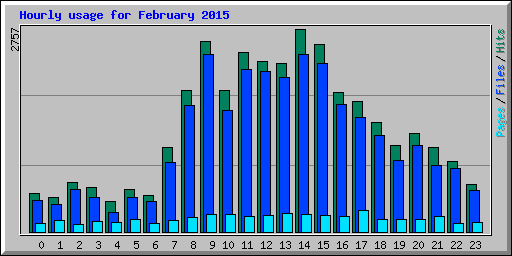 Hourly usage for February 2015
2757
Pages/Files/Hits
0 1 2 3 4 5 6 7 8 9 10 11 12 13 14 15 16 17 18 19 20 21 22 23